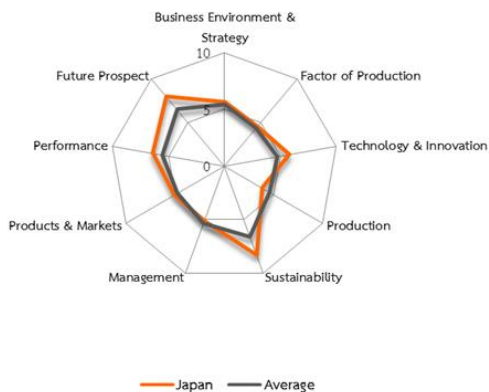 Business Environment &
Strategy
10
Future Prospect
Factor of Production
5
Performance
Technology & Innovation
0
Products & Markets
Production
Management
Sustainability
Japan
Average